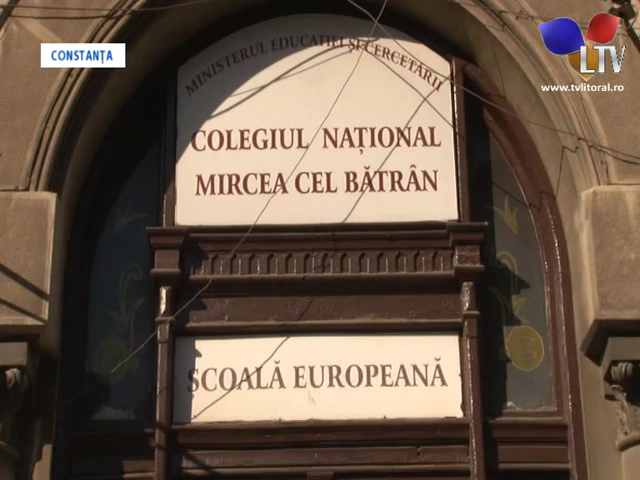 CONSTANȚA
LTV
www.tvlitoral.ro
MINISTERUL EDUCAȚIEI ȘI CERCETĂRII
COLEGIUL NAȚIONAL
MIRCEA CEL BĂTRÂN
ȘCOALĂ EUROPEANĂ